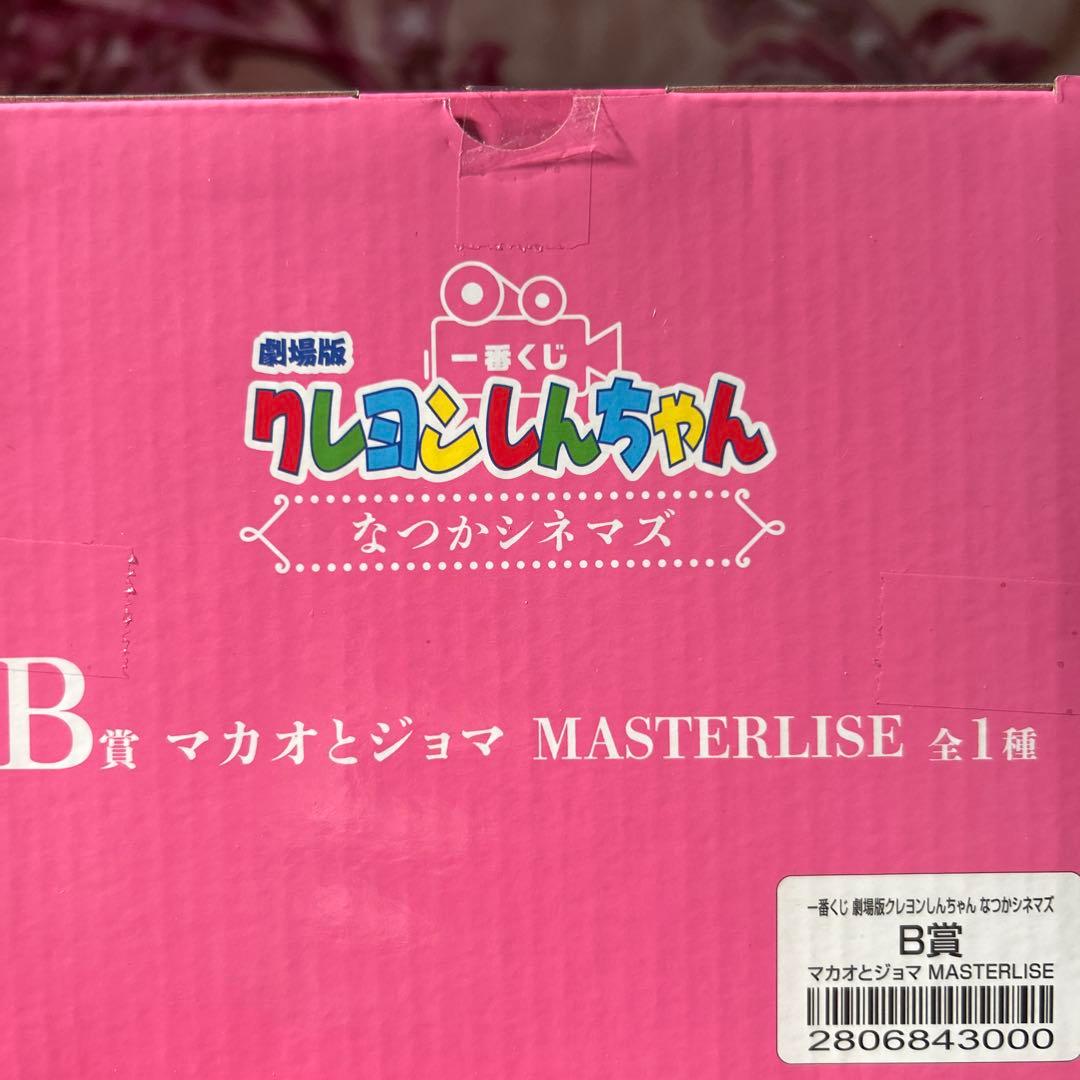 一番くじ
劇場版
クレヨンしんちゃん
なつかシネマズ
B賞 マカオとジョマ MASTERLISE 全1種
一番くじ 劇場版クレヨンしんちゃん なつかシネマズ
B賞
マカオとジョマ MASTERLISE
2806843000